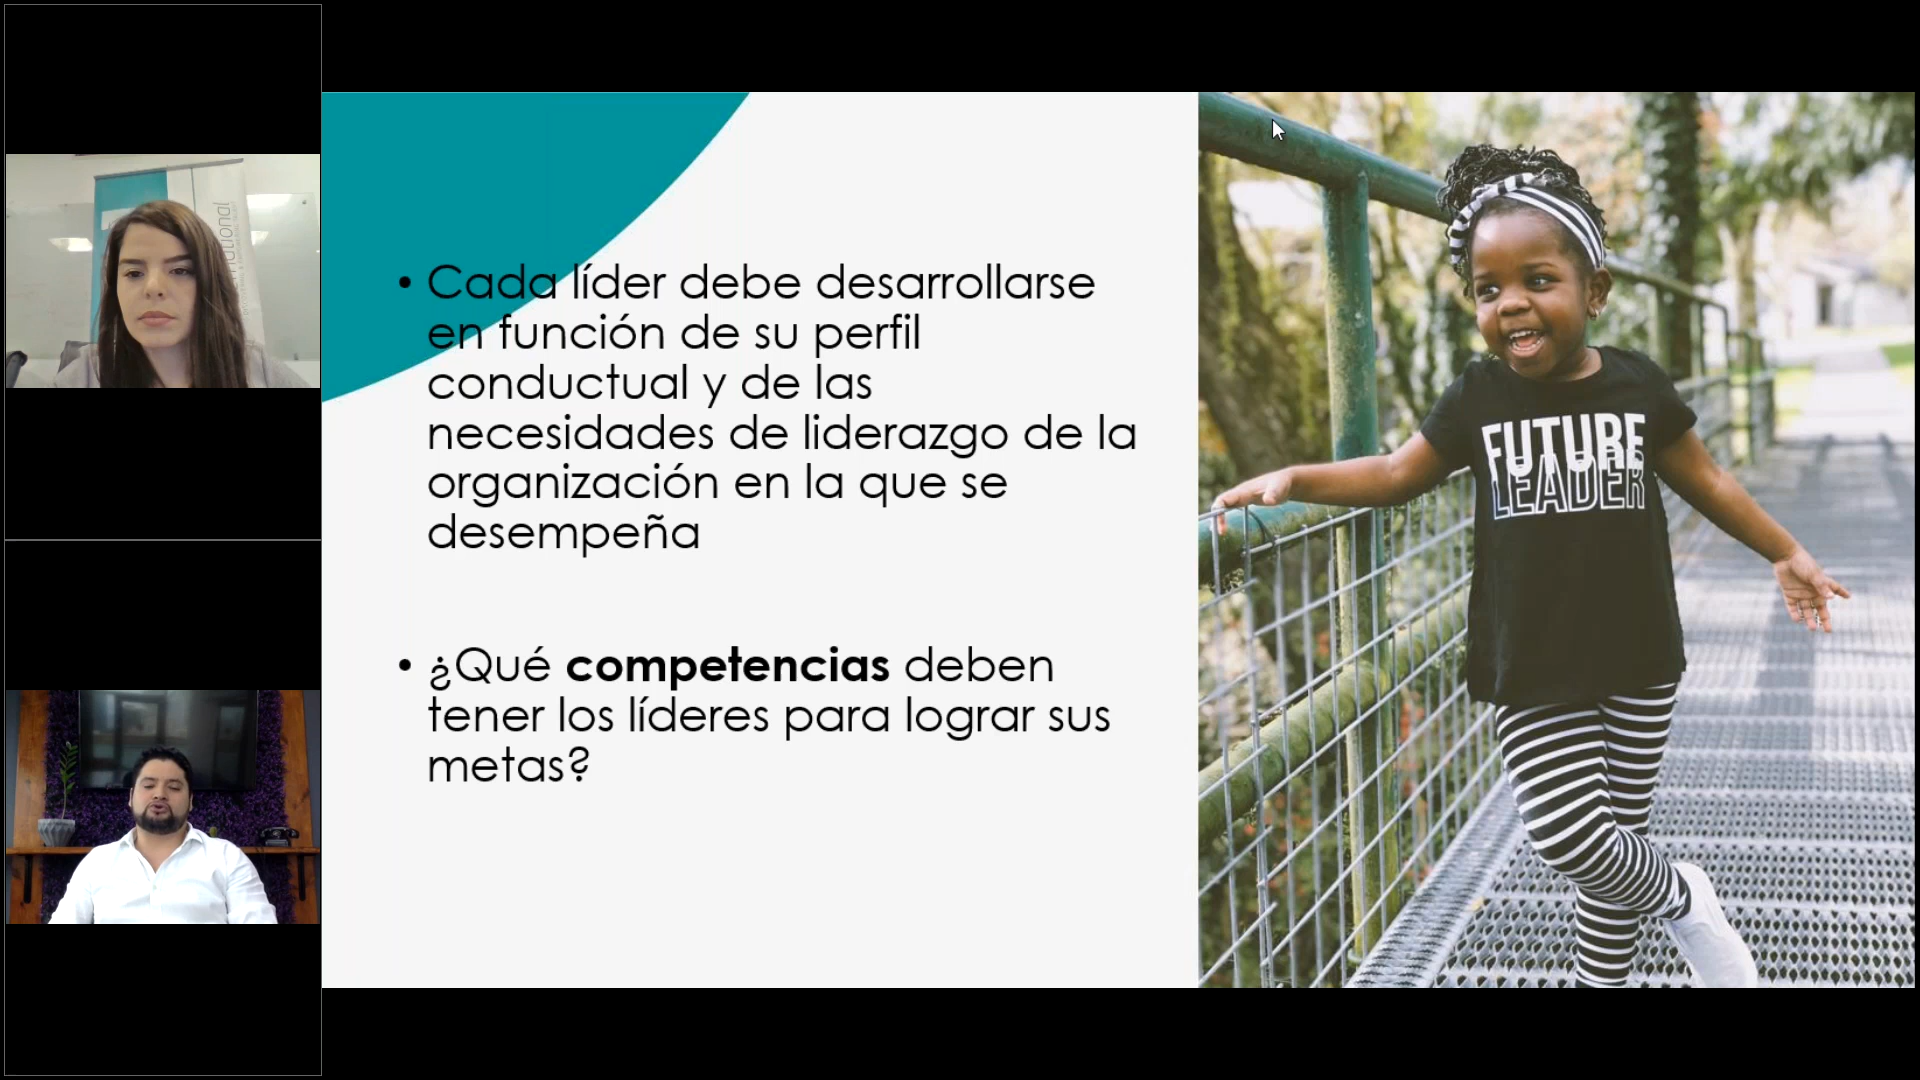 • Cada líder debe desarrollarse
en función de su perfil
conductual y de las
necesidades de liderazgo de la
organización en la que se
desempeña
• ¿Qué competencias deben
tener los líderes para lograr sus
metas?
FUTURE
LEADER